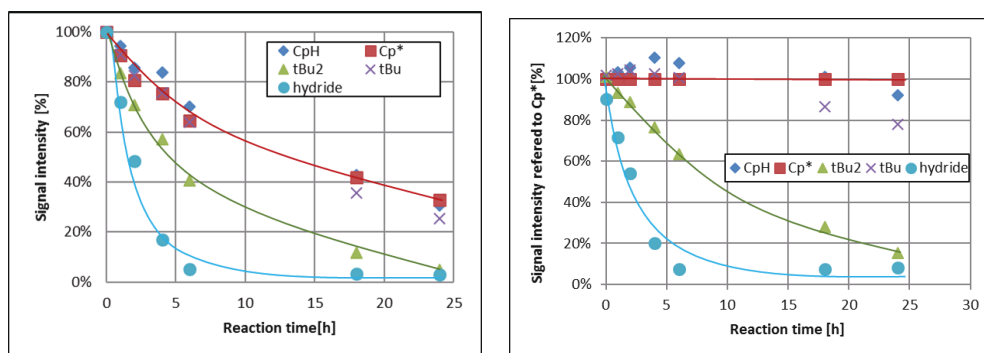 100%
80%
60%
40%
20%
0%
Signal intensity [%]
CpH Cp*
tBu2 tBu
hydride
0 5 10 15 20 25
Reaction time[h]
120%
100%
80%
60%
40%
20%
0%
Signal intensity refered to Cp*[%]
CpH Cp* tBu2 tBu hydride
0 5 10 15 20 25 30
Reaction time [h]